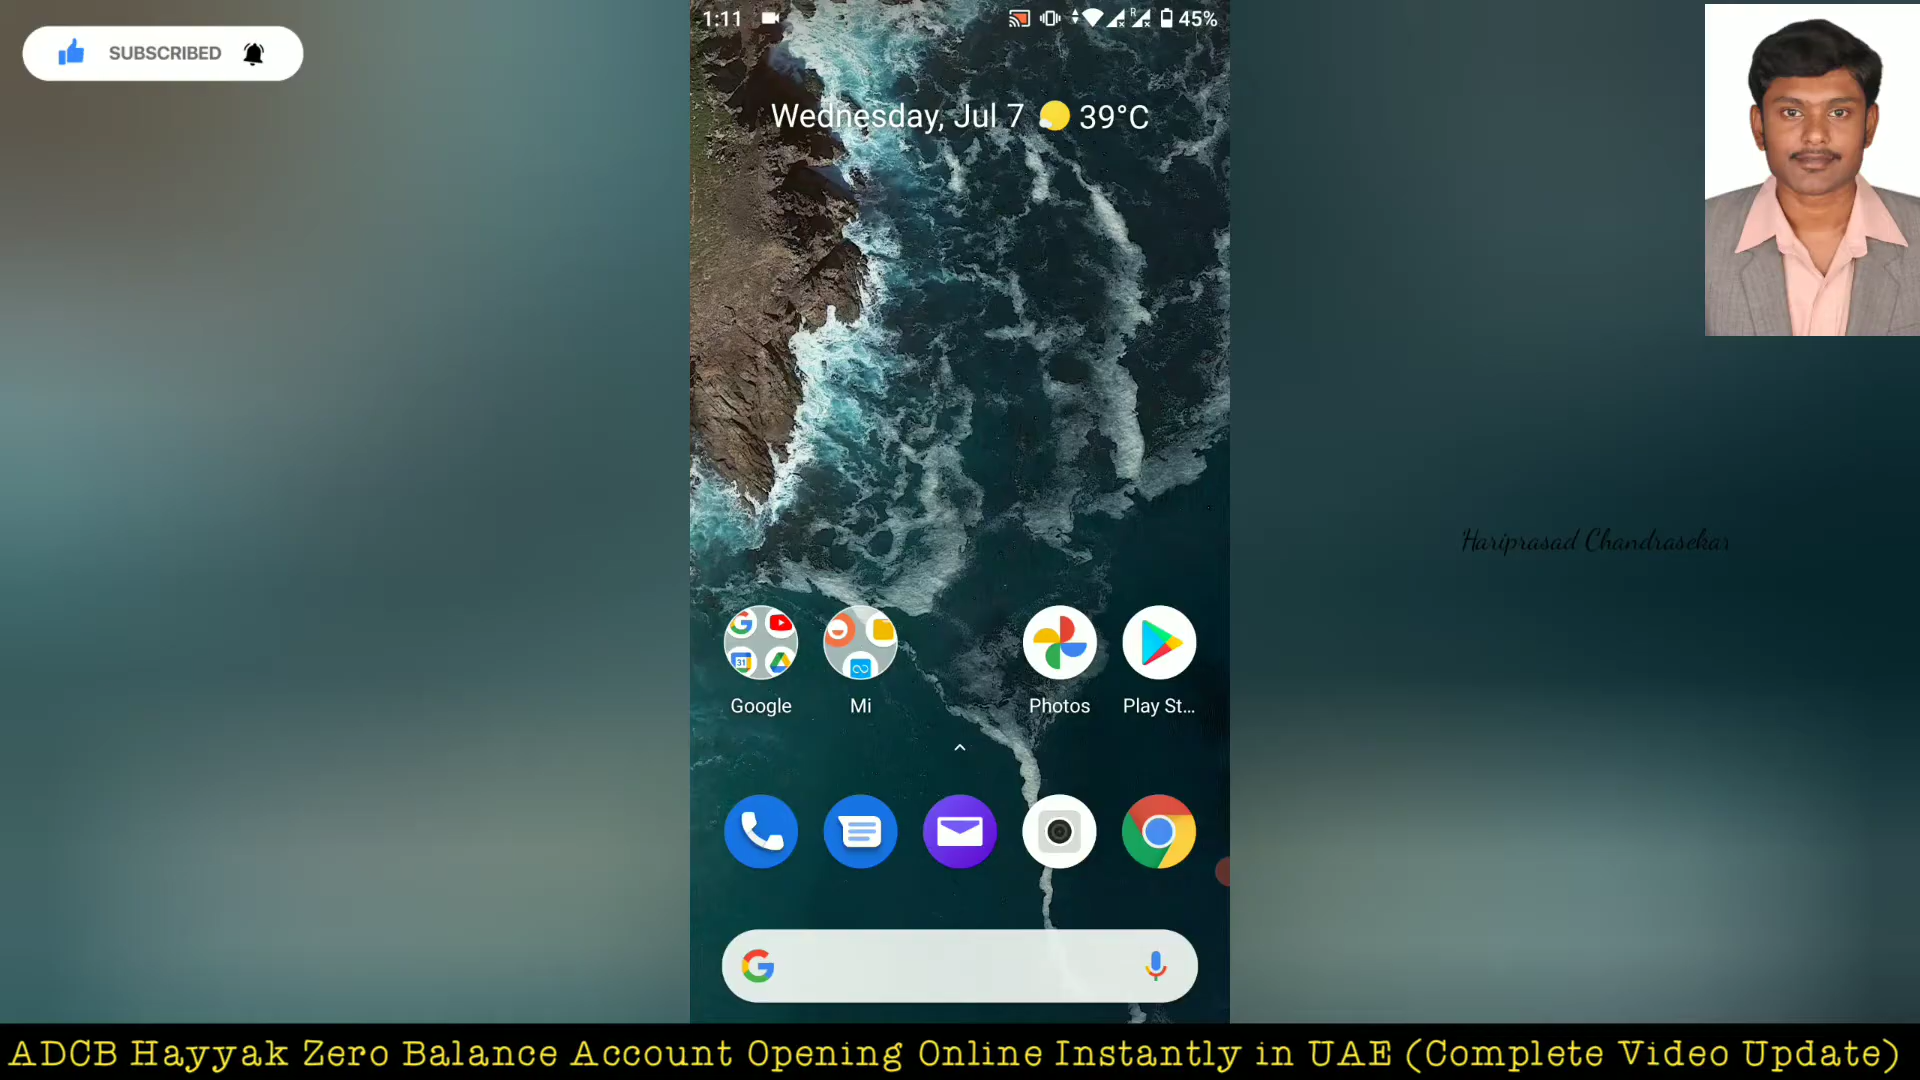 SUBSCRIBED
1:11
45%
Wednesday, Jul 7 39°C
Hariprasad Chandrasekar
31
Google
Mi
Photos
Play St...
ADCB Hayyak Zero Balance Account Opening Online Instantly in UAE (Complete Video Update)